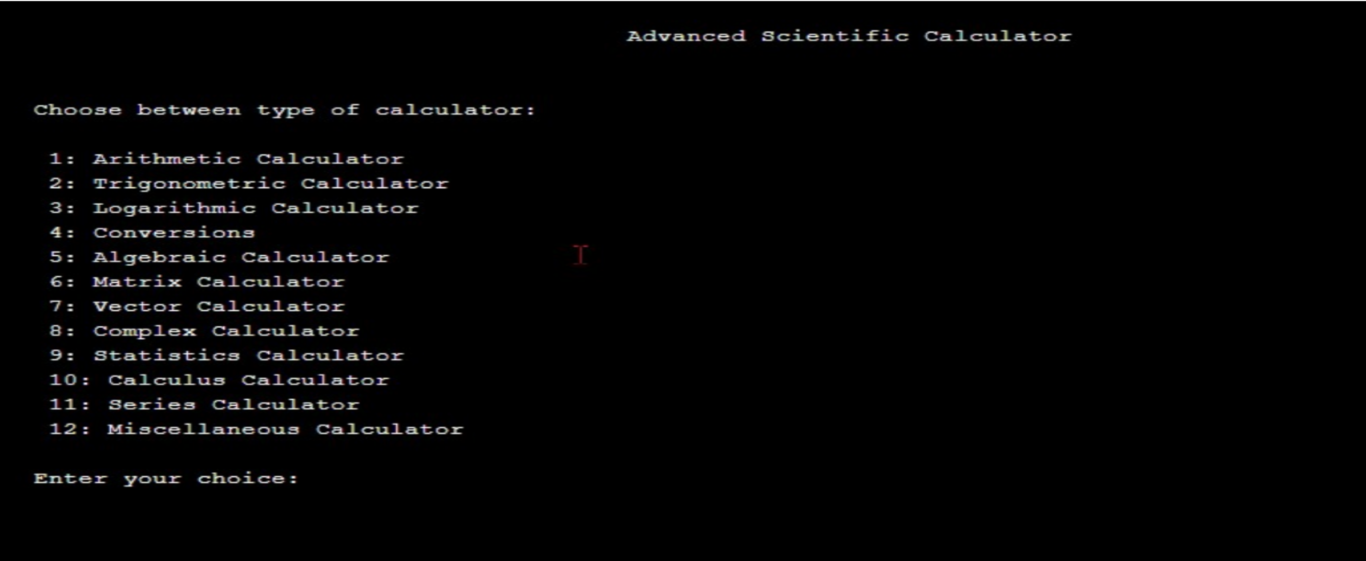 Advanced Scientific Calculator
Choose between type of calculator:
1: Arithmetic Calculator
2: Trigonometric Calculator
3: Logarithmic Calculator
4: Conversions
5: Algebraic Calculator
6: Matrix Calculator
7: Vector Calculator
8: Complex Calculator
9: Statistics Calculator
10: Calculus Calculator
11: Series Calculator
12: Miscellaneous Calculator
Enter your choice: